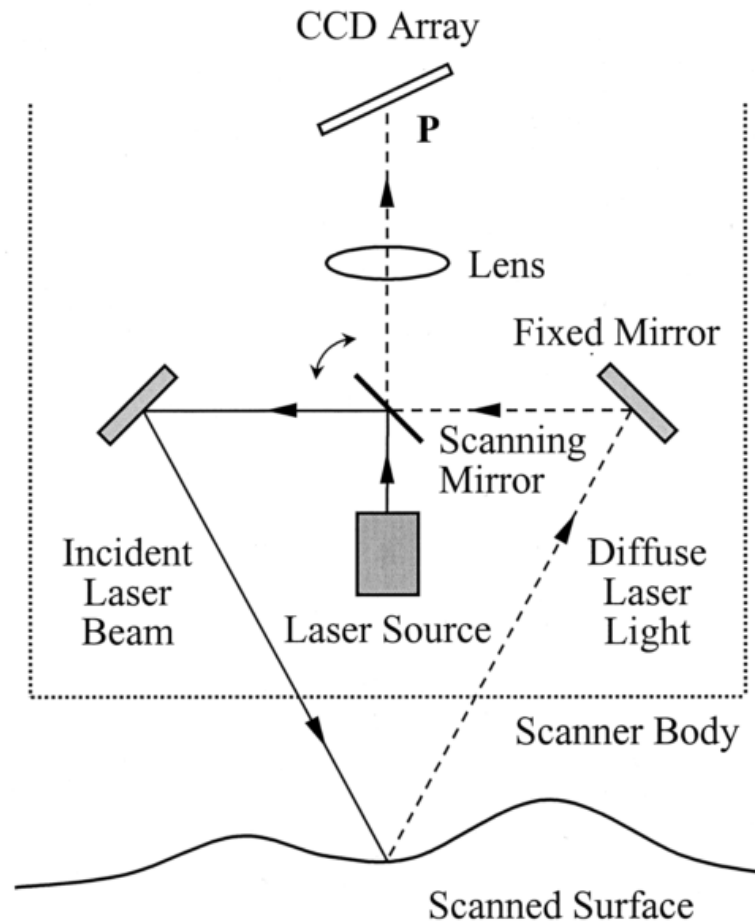 CCD Array
P
Lens
Fixed Mirror
Scanning
Mirror
Incident
Laser
Beam
Laser Source
Diffuse
Laser
Light
Scanner Body
Scanned Surface